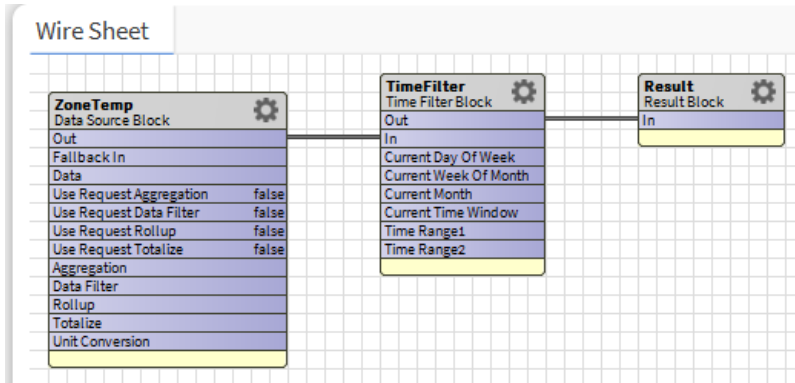 Wire Sheet
ZoneTemp
Data Source Block
Out
Fallback In
Data
Use Request Aggregation false
Use Request Data Filter false
Use Request Rollup false
Use Request Totalize false
Aggregation
Data Filter
Rollup
Totalize
Unit Conversion
TimeFilter
Time Filter Block
Out
In
Current Day Of Week
Current Week Of Month
Current Month
Current Time Window
Time Range1
Time Range2
Result
Result Block
In